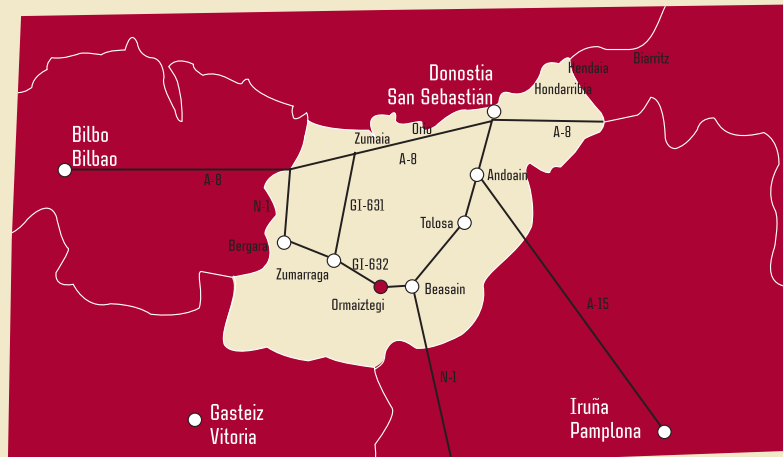 Biarritz
Hendaia
Donostia
San Sebastián
Hondarribia
Bilbo
Bilbao
Zumaia
Orio
A-8
A-8
A-8
Andoain
N-1
GI-631
Tolosa
Bergara
Zumarraga
GI-632
Ormaiztegi
Beasain
A-15
N-1
Gasteiz
Vitoria
Iruña
Pamplona